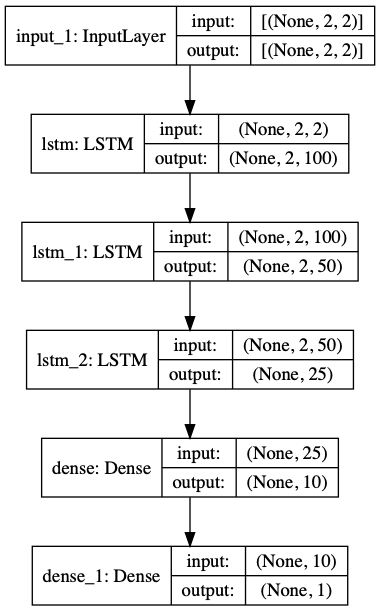 input_1: InputLayer
input: [(None, 2, 2)]
output: [(None, 2, 2)]
lstm: LSTM
input: (None, 2, 2)
output: (None, 2, 100)
lstm_1: LSTM
input: (None, 2, 100)
output: (None, 2, 50)
lstm_2: LSTM
input: (None, 2, 50)
output: (None, 25)
dense: Dense
input: (None, 25)
output: (None, 10)
dense_1: Dense
input: (None, 10)
output: (None, 1)